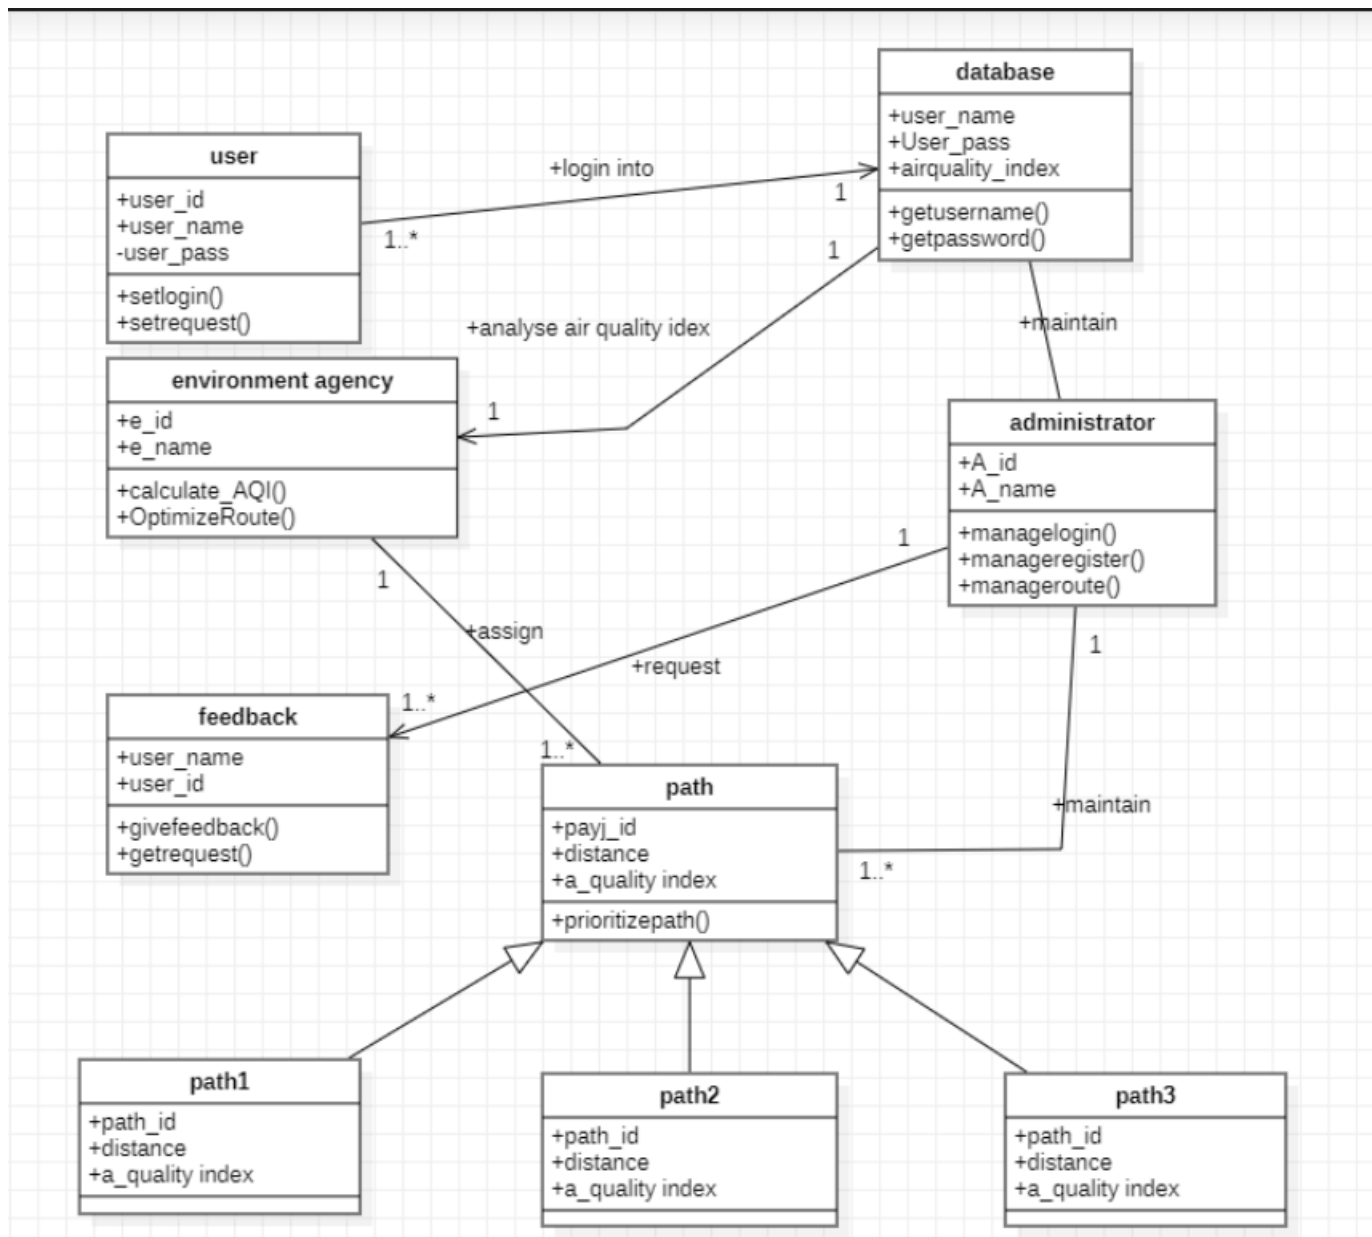 database
+user_name
+User_pass
+airquality_index
+getusername()
+getpassword()
user
+user_id
+user_name
-user_pass
+setlogin()
+setrequest()
+login into
1
1..*
1
+analyse air quality idex
1
+maintain
environment agency
+e_id
+e_name
+calculate_AQI()
+OptimizeRoute()
administrator
+A_id
+A_name
+managelogin()
+manageregister()
+manageroute()
1
1
+assign
+request
1
1..*
feedback
+user_name
+user_id
+givefeedback()
+getrequest()
1..*
path
+payj_id
+distance
+a_quality index
+prioritizepath()
+maintain
1..*
path1
+path_id
+distance
+a_quality index
path2
+path_id
+distance
+a_quality index
path3
+path_id
+distance
+a_quality index